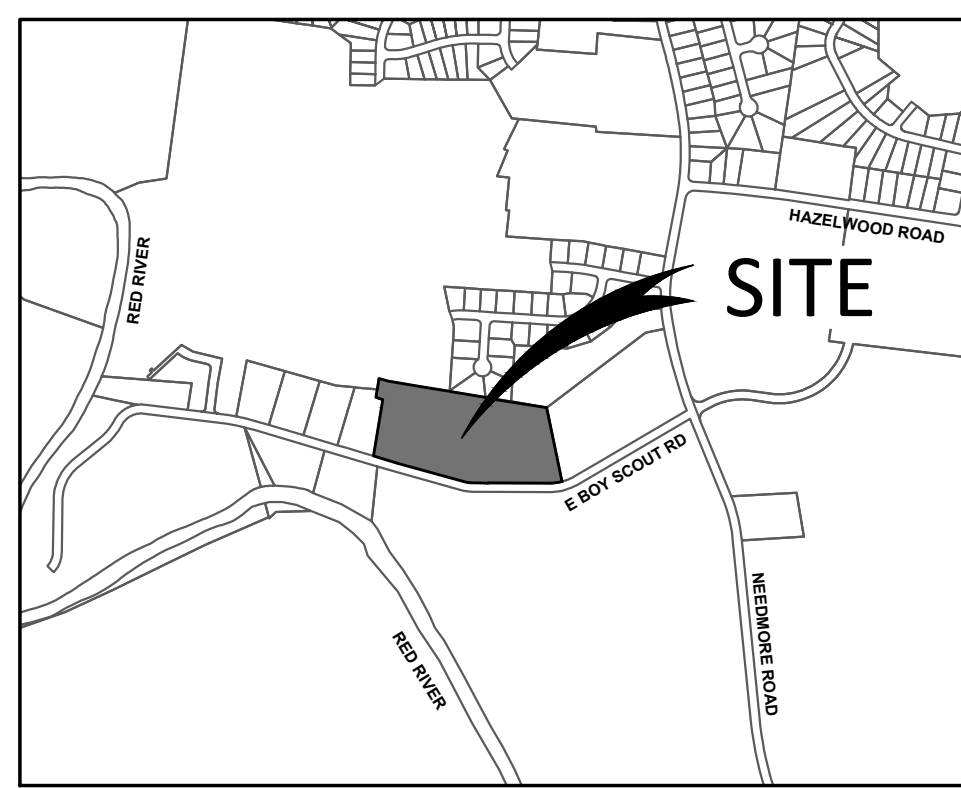 HAZELWOOD ROAD
RED RIVER
SITE
E BOY SCOUT RD
NEEDMORE ROAD
RED RIVER